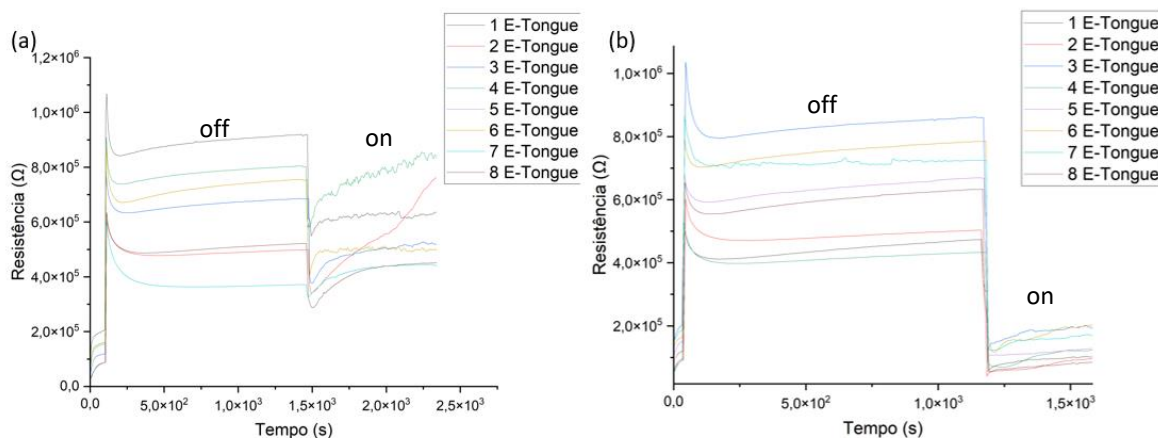 (a)
1 E-Tongue
2 E-Tongue
3 E-Tongue
4 E-Tongue
5 E-Tongue
6 E-Tongue
7 E-Tongue
8 E-Tongue
1,2×10⁶
1,0×10⁶
8,0×10⁵
6,0×10⁵
4,0×10⁵
2,0×10⁵
0,0
Resistência (Ω)
off
on
0,0
5,0×10²
1,0×10³
1,5×10³
2,0×10³
2,5×10³
Tempo (s)
(b)
1 E-Tongue
2 E-Tongue
3 E-Tongue
4 E-Tongue
5 E-Tongue
6 E-Tongue
7 E-Tongue
8 E-Tongue
1,0×10⁶
8,0×10⁵
6,0×10⁵
4,0×10⁵
2,0×10⁵
Resistência (Ω)
off
on
0,0
5,0×10²
1,0×10³
1,5×10³
Tempo (s)